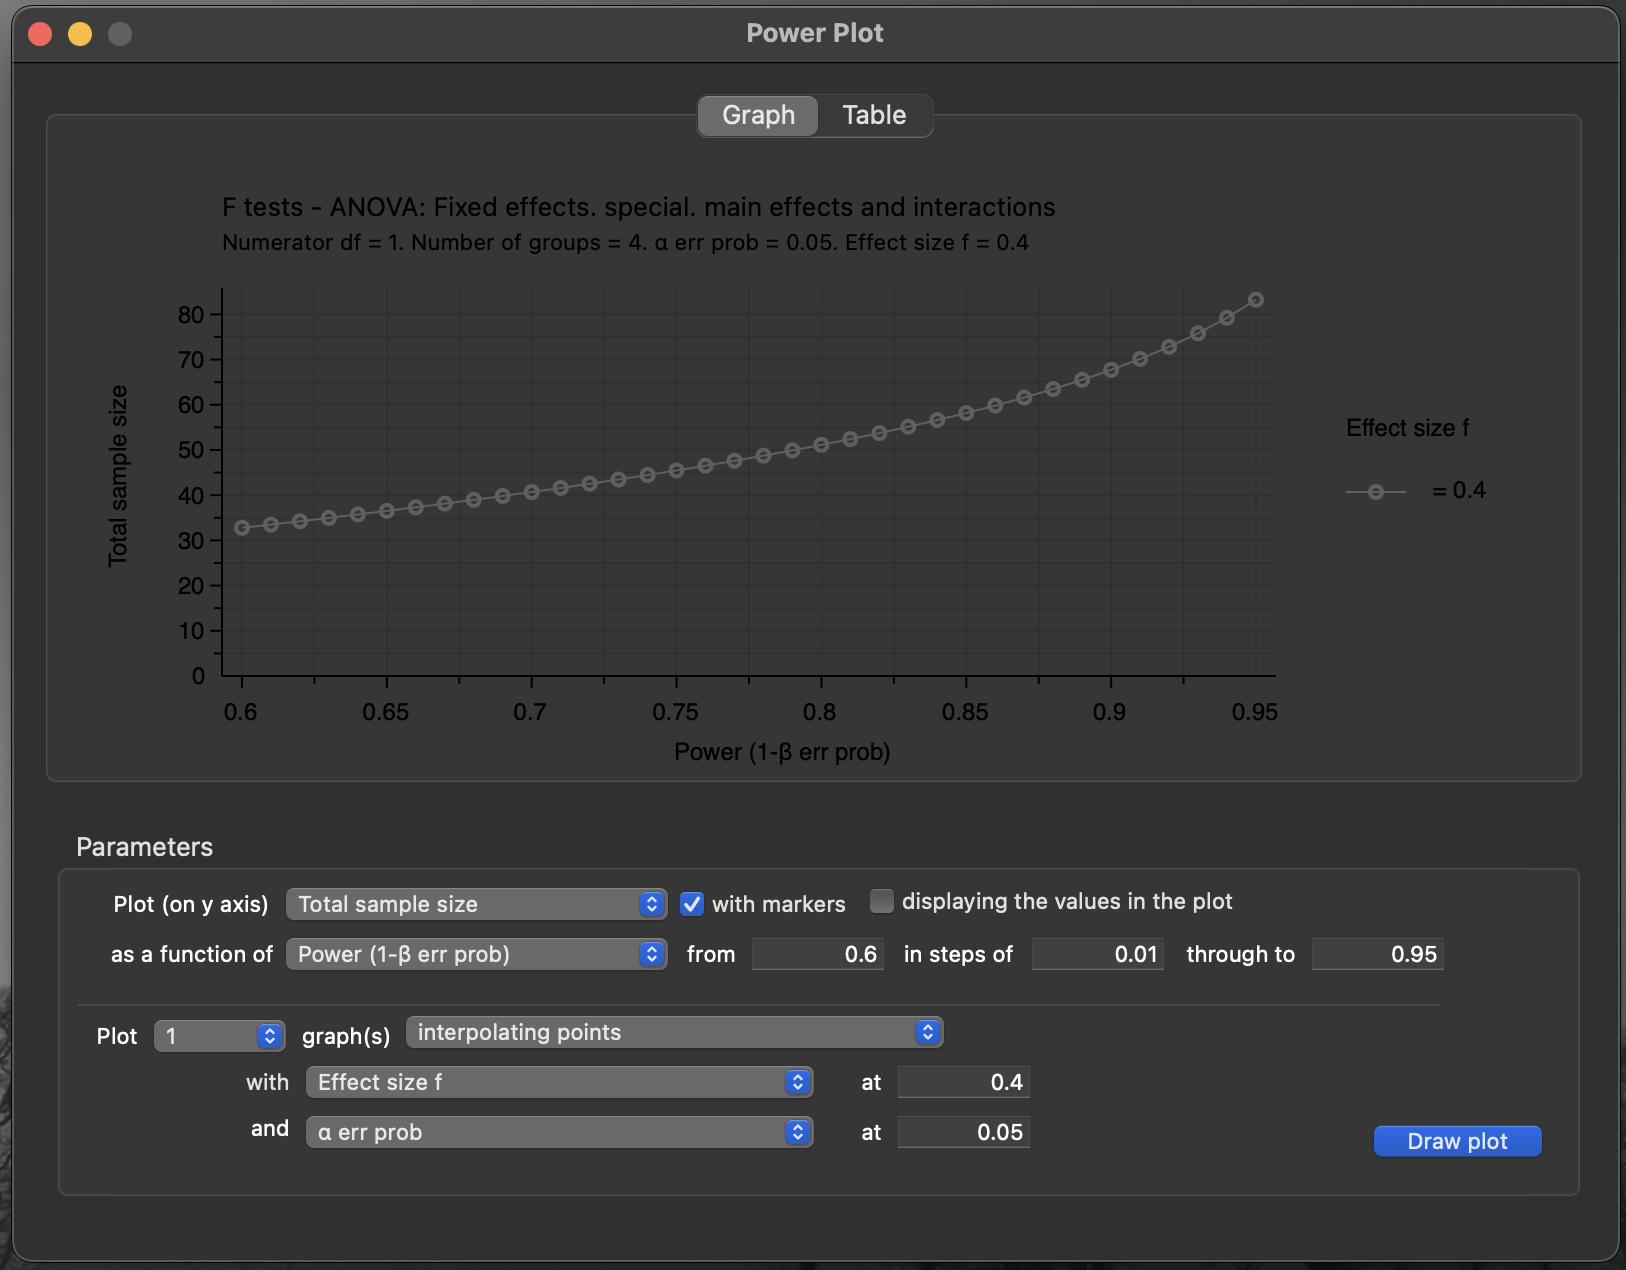 Power Plot
Graph Table
F tests - ANOVA: Fixed effects. special. main effects and interactions
Numerator df = 1. Number of groups = 4. α err prob = 0.05. Effect size f = 0.4
80
70
60
50
40
30
20
10
0
Total sample size
0.6 0.65 0.7 0.75 0.8 0.85 0.9 0.95
Power (1-β err prob)
Effect size f
= 0.4
Parameters
Plot (on y axis) Total sample size with markers displaying the values in the plot
as a function of Power (1-β err prob) from 0.6 in steps of 0.01 through to 0.95
Plot 1 graph(s) interpolating points
with Effect size f at 0.4
and α err prob at 0.05
Draw plot